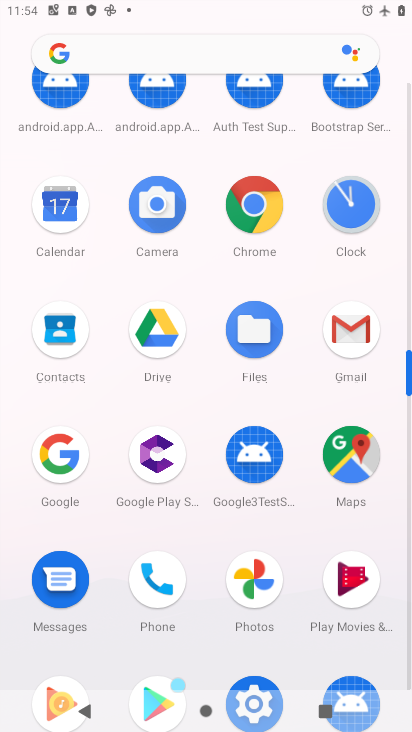 11:54
android.app.A... android.app.A... Auth Test Sup... Bootstrap Ser...
17
Calendar Camera Chrome Clock
Contacts Drive Files Gmail
Google Google Play S... Google3TestS... Maps
Messages Phone Photos Play Movies &...